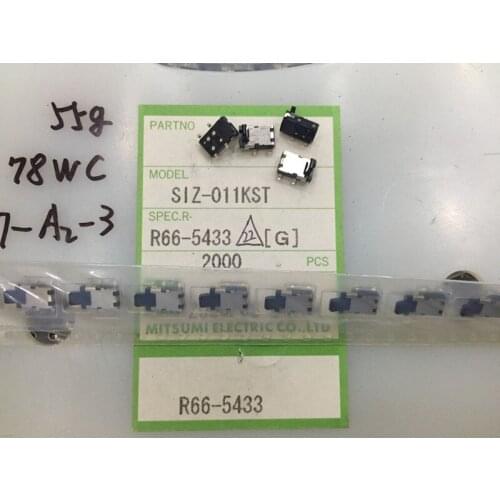 55g
78WC
7-A2-3
PARTNO
MODEL
SIZ-011KST
SPEC.R-
R66-5433 22 [G]
2000 PCS
MITSUMI ELECTRIC CO.,LTD
R66-5433